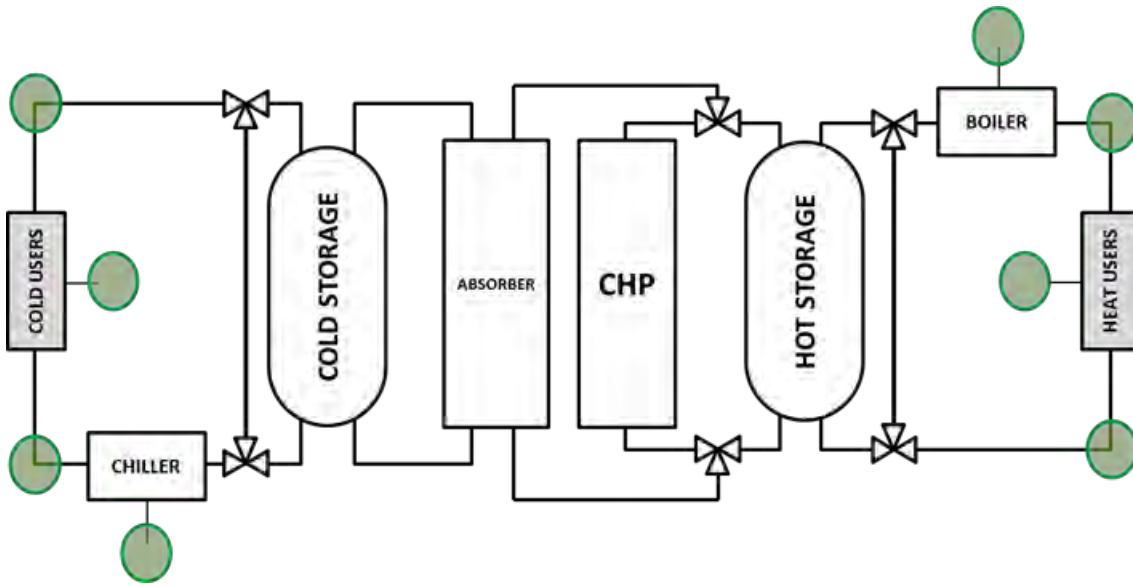 COLD USERS
CHILLER
COLD STORAGE
ABSORBER
CHP
HOT STORAGE
BOILER
HEAT USERS